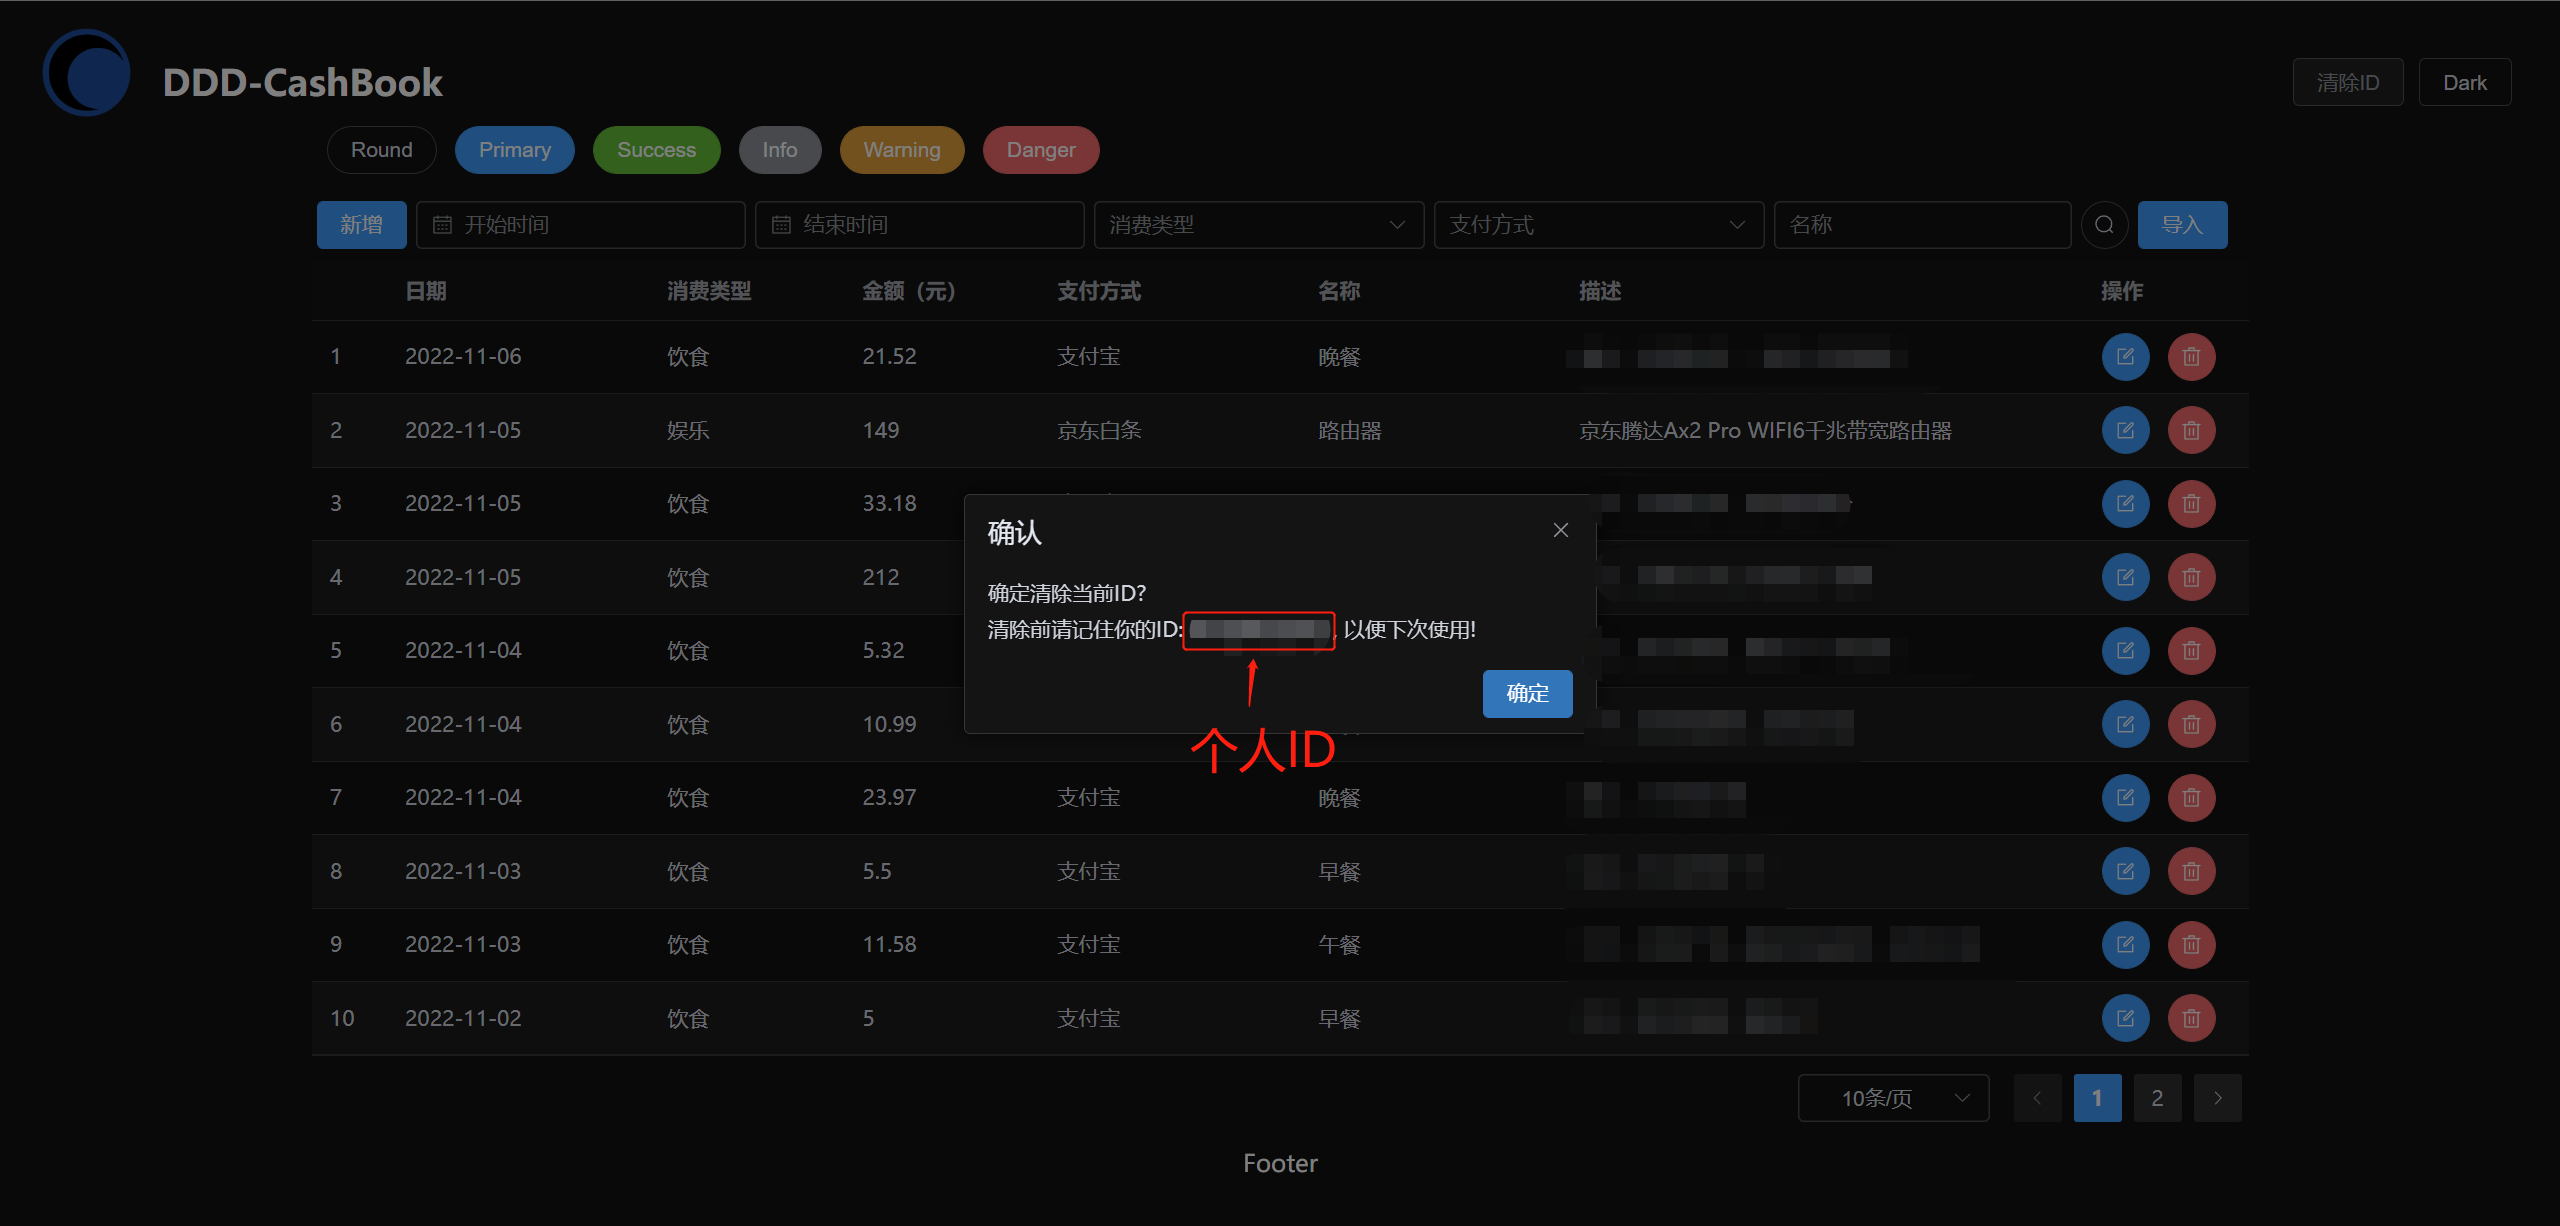 DDD-CashBook
清除ID Dark
Round Primary Success Info Warning Danger
新增 开始时间 结束时间 消费类型 支付方式 名称 导入
日期 消费类型 金额（元） 支付方式 名称 描述 操作
1 2022-11-06 饮食 21.52 支付宝 晚餐
2 2022-11-05 娱乐 149 京东白条 路由器 京东腾达Ax2 Pro WIFI6千兆带宽路由器
3 2022-11-05 饮食 33.18
4 2022-11-05 饮食 212
5 2022-11-04 饮食 5.32
6 2022-11-04 饮食 10.99
确认
确定清除当前ID?
清除前请记住你的ID: , 以便下次使用!
确定
个人ID
7 2022-11-04 饮食 23.97 支付宝 晚餐
8 2022-11-03 饮食 5.5 支付宝 早餐
9 2022-11-03 饮食 11.58 支付宝 午餐
10 2022-11-02 饮食 5 支付宝 早餐
10条/页 1 2
Footer